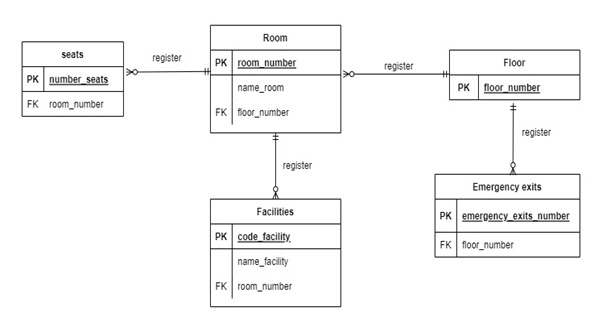 seats
PK number_seats
FK room_number
register
Room
PK room_number
name_room
FK floor_number
register
Floor
PK floor_number
register
register
Facilities
PK code_facility
name_facility
FK room_number
Emergency exits
PK emergency_exits_number
FK floor_number